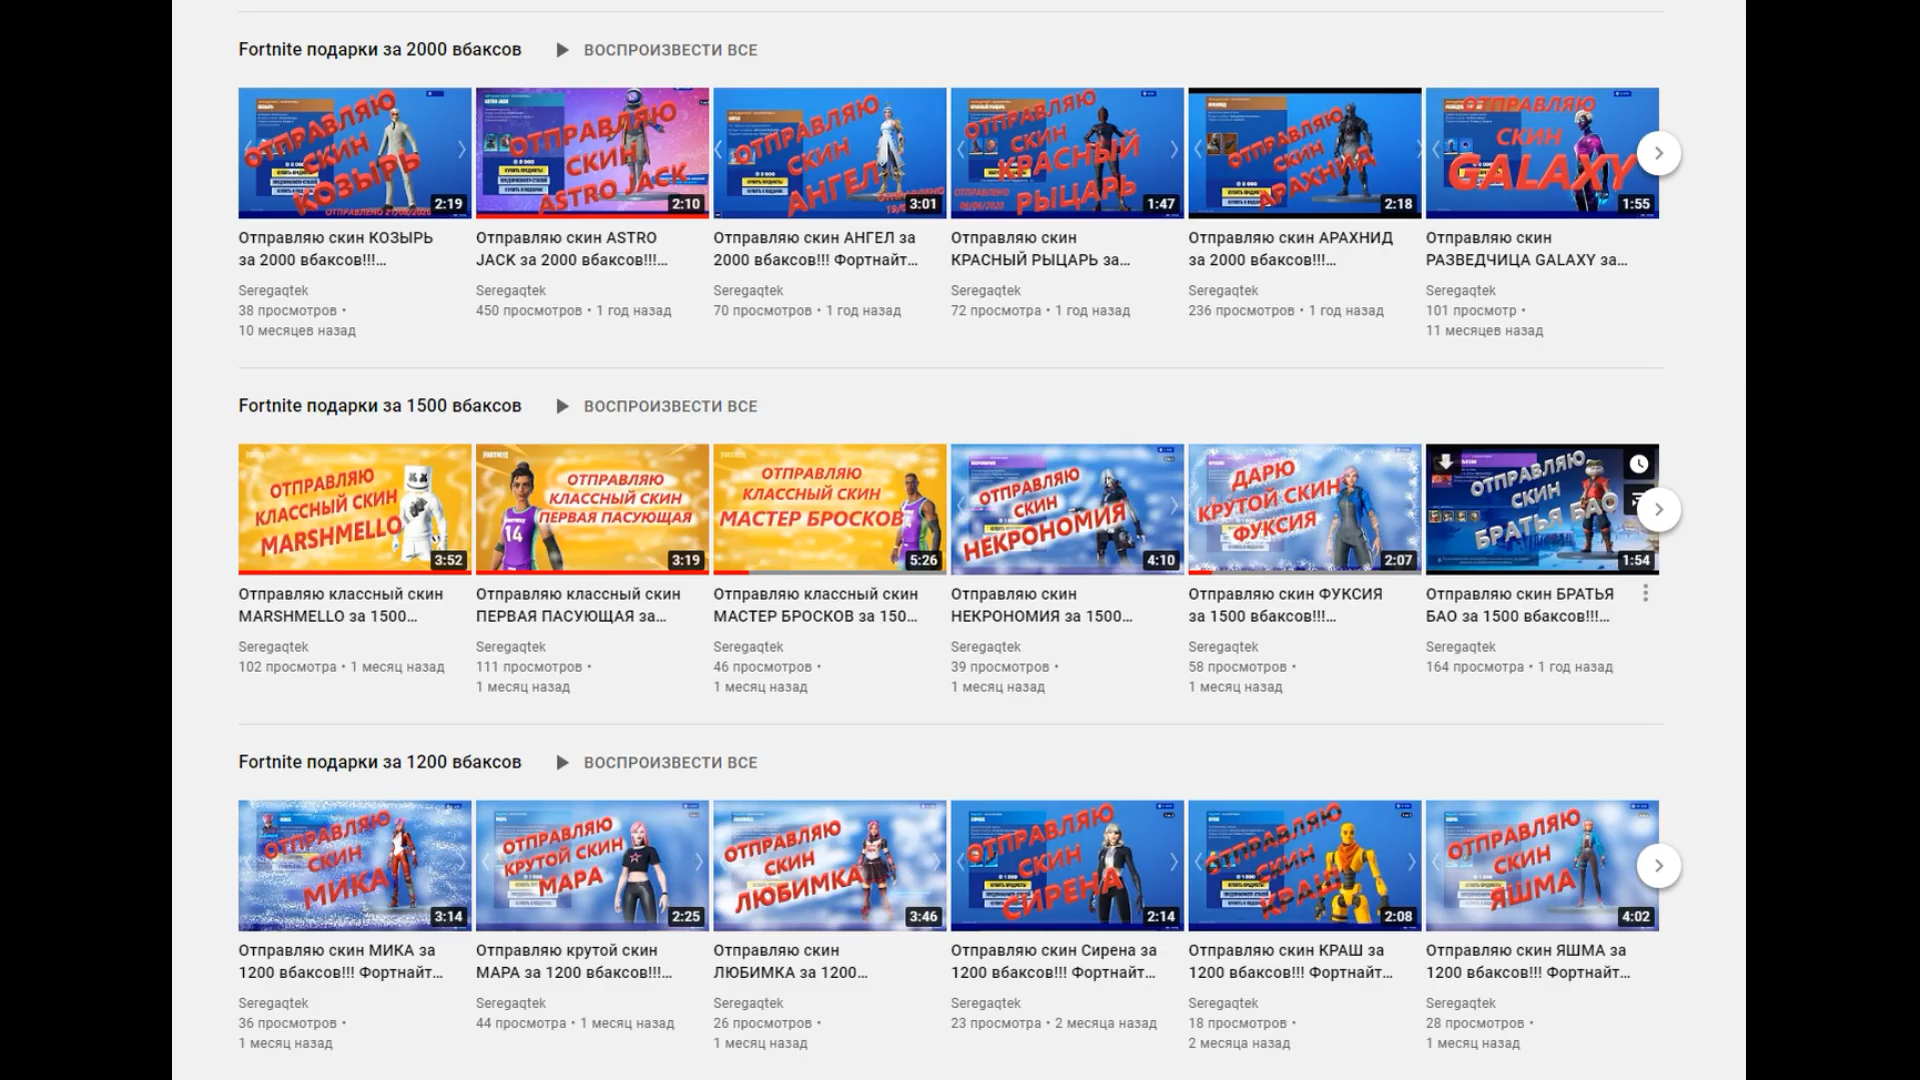 Fortnite подарки за 2000 вбаксов ВОСПРОИЗВЕСТИ ВСЕ
ОТПРАВЛЯЮ
СКИН
КОЗЫРЬ
ОТПРАВЛЕНО 21/08/2020
2:19
ОТПРАВЛЯЮ
СКИН
ASTRO JACK
2:10
ОТПРАВЛЯЮ
СКИН
АНГЕЛ
3:01
ОТПРАВЛЯЮ
СКИН
КРАСНЫЙ
РЫЦАРЬ
1:47
ОТПРАВЛЯЮ
СКИН
АРАХНИД
2:18
ОТПРАВЛЯЮ
СКИН
GALAXY
1:55
Отправляю скин КОЗЫРЬ
за 2000 вбаксов!!!...
Seregaqtek
38 просмотров •
10 месяцев назад
Отправляю скин ASTRO
JACK за 2000 вбаксов!!!...
Seregaqtek
450 просмотров • 1 год назад
Отправляю скин АНГЕЛ за
2000 вбаксов!!! Фортнайт...
Seregaqtek
70 просмотров • 1 год назад
Отправляю скин
КРАСНЫЙ РЫЦАРЬ за...
Seregaqtek
72 просмотра • 1 год назад
Отправляю скин АРАХНИД
за 2000 вбаксов!!!...
Seregaqtek
236 просмотров • 1 год назад
Отправляю скин
РАЗВЕДЧИЦА GALAXY за...
Seregaqtek
101 просмотр •
11 месяцев назад
Fortnite подарки за 1500 вбаксов ВОСПРОИЗВЕСТИ ВСЕ
ОТПРАВЛЯЮ
КЛАССНЫЙ СКИН
MARSHMELLO
3:52
ОТПРАВЛЯЮ
КЛАССНЫЙ СКИН
ПЕРВАЯ ПАСУЮЩАЯ
14
3:19
ОТПРАВЛЯЮ
КЛАССНЫЙ СКИН
МАСТЕР БРОСКОВ
5:26
ОТПРАВЛЯЮ
СКИН
НЕКРОНОМИЯ
4:10
ДАРЮ
КРУТОЙ СКИН
ФУКСИЯ
2:07
ОТПРАВЛЯЮ
СКИН
БРАТЬЯ БАО
1:54
Отправляю классный скин
MARSHMELLO за 1500...
Seregaqtek
102 просмотра • 1 месяц назад
Отправляю классный скин
ПЕРВАЯ ПАСУЮЩАЯ за...
Seregaqtek
111 просмотров •
1 месяц назад
Отправляю классный скин
МАСТЕР БРОСКОВ за 150...
Seregaqtek
46 просмотров •
1 месяц назад
Отправляю скин
НЕКРОНОМИЯ за 1500...
Seregaqtek
39 просмотров •
1 месяц назад
Отправляю скин ФУКСИЯ
за 1500 вбаксов!!!...
Seregaqtek
58 просмотров •
1 месяц назад
Отправляю скин БРАТЬЯ
БАО за 1500 вбаксов!!!...
Seregaqtek
164 просмотра • 1 год назад
Fortnite подарки за 1200 вбаксов ВОСПРОИЗВЕСТИ ВСЕ
ОТПРАВЛЯЮ
СКИН
МИКА
3:14
ОТПРАВЛЯЮ
КРУТОЙ СКИН
МАРА
2:25
ОТПРАВЛЯЮ
СКИН
ЛЮБИМКА
3:46
ОТПРАВЛЯЮ
СКИН
СИРЕНА
2:14
ОТПРАВЛЯЮ
СКИН
КРАШ
2:08
ОТПРАВЛЯЮ
СКИН
ЯШМА
4:02
Отправляю скин МИКА за
1200 вбаксов!!! Фортнайт...
Seregaqtek
36 просмотров •
1 месяц назад
Отправляю крутой скин
МАРА за 1200 вбаксов!!!...
Seregaqtek
44 просмотра • 1 месяц назад
Отправляю скин
ЛЮБИМКА за 1200...
Seregaqtek
26 просмотров •
1 месяц назад
Отправляю скин Сирена за
1200 вбаксов!!! Фортнайт...
Seregaqtek
23 просмотра • 2 месяца назад
Отправляю скин КРАШ за
1200 вбаксов!!! Фортнайт...
Seregaqtek
18 просмотров •
2 месяца назад
Отправляю скин ЯШМА за
1200 вбаксов!!! Фортнайт...
Seregaqtek
28 просмотров •
1 месяц назад